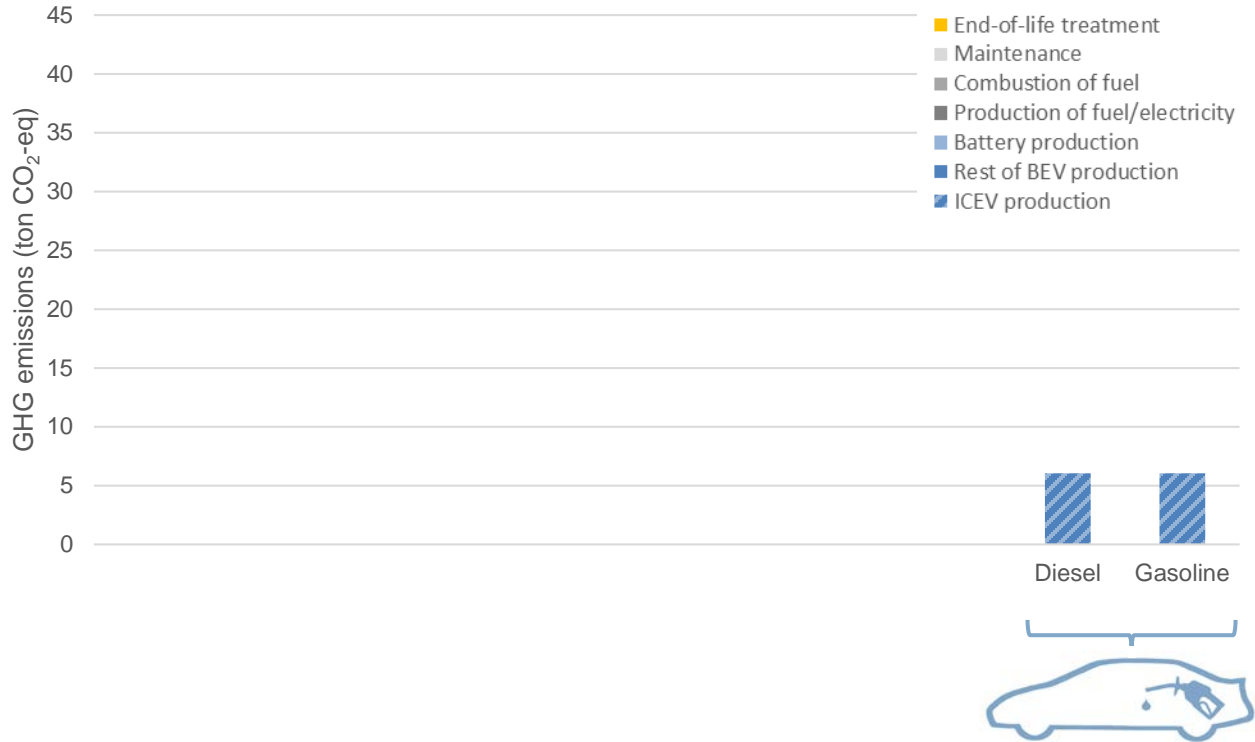 GHG emissions (ton CO₂-eq)
45
40
35
30
25
20
15
10
5
0
End-of-life treatment
Maintenance
Combustion of fuel
Production of fuel/electricity
Battery production
Rest of BEV production
ICEV production
Diesel
Gasoline